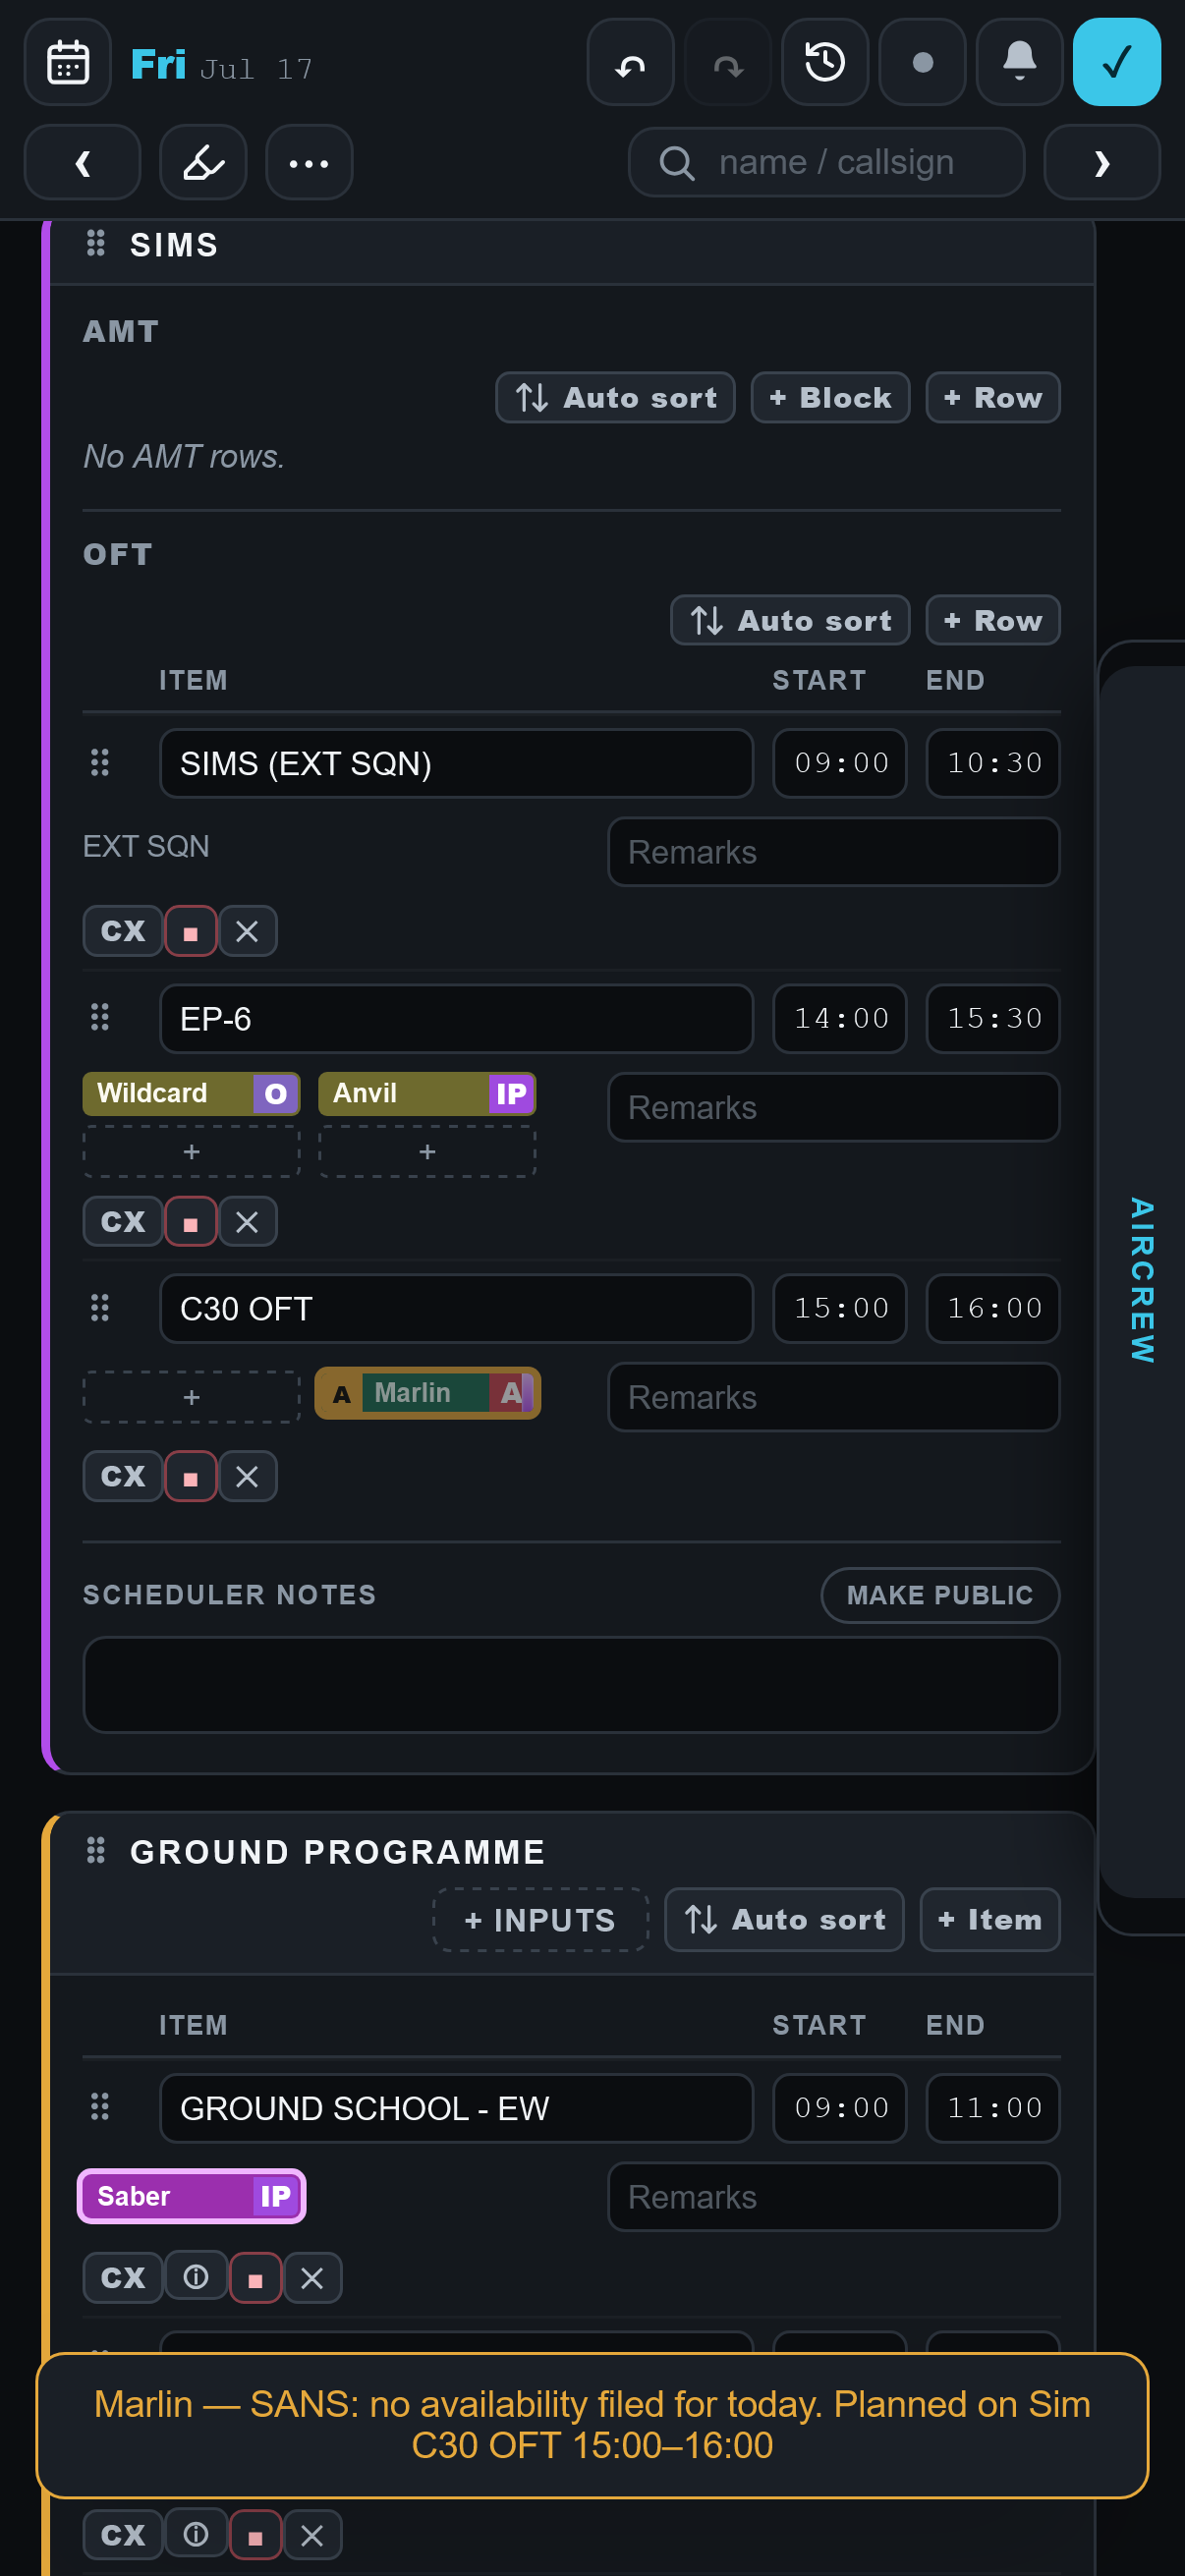 Fri Jul 17
name / callsign
SIMS
AMT
Auto sort + Block + Row
No AMT rows.
OFT
Auto sort + Row
ITEM START END
SIMS (EXT SQN) 09:00 10:30
EXT SQN Remarks
CX
EP-6 14:00 15:30
Wildcard O Anvil IP Remarks
+ +
CX
C30 OFT 15:00 16:00
+ A Marlin A Remarks
CX
SCHEDULER NOTES MAKE PUBLIC
AIRCREW
GROUND PROGRAMME
+ INPUTS Auto sort + Item
ITEM START END
GROUND SCHOOL - EW 09:00 11:00
Saber IP Remarks
CX
Marlin — SANS: no availability filed for today. Planned on Sim
C30 OFT 15:00–16:00
CX